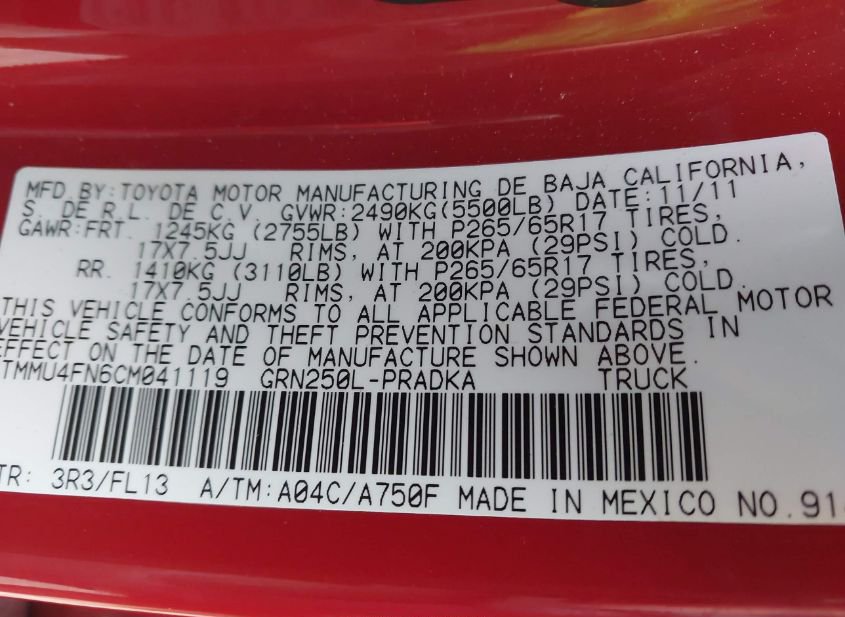 MFD BY:TOYOTA MOTOR MANUFACTURING DE BAJA CALIFORNIA,
S. DE R.L. DE C.V. GVWR:2490KG(5500LB) DATE:11/11
GAWR:FRT. 1245KG (2755LB) WITH P265/65R17 TIRES,
17X7.5JJ RIMS, AT 200KPA (29PSI) COLD.
RR. 1410KG (3110LB) WITH P265/65R17 TIRES,
17X7.5JJ RIMS, AT 200KPA (29PSI) COLD.
THIS VEHICLE CONFORMS TO ALL APPLICABLE FEDERAL MOTOR
VEHICLE SAFETY AND THEFT PREVENTION STANDARDS IN
EFFECT ON THE DATE OF MANUFACTURE SHOWN ABOVE.
TMMU4FN6CM041119 GRN250L-PRADKA TRUCK
TR: 3R3/FL13 A/TM:A04C/A750F MADE IN MEXICO NO.91